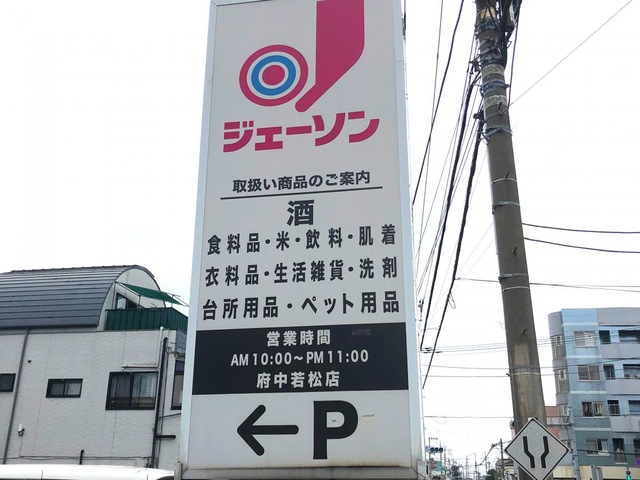 ジェーソン
取扱い商品のご案内
酒
食料品・米・飲料・肌着
衣料品・生活雑貨・洗剤
台所用品・ペット用品
営業時間
AM10:00～PM11:00
府中若松店
←P